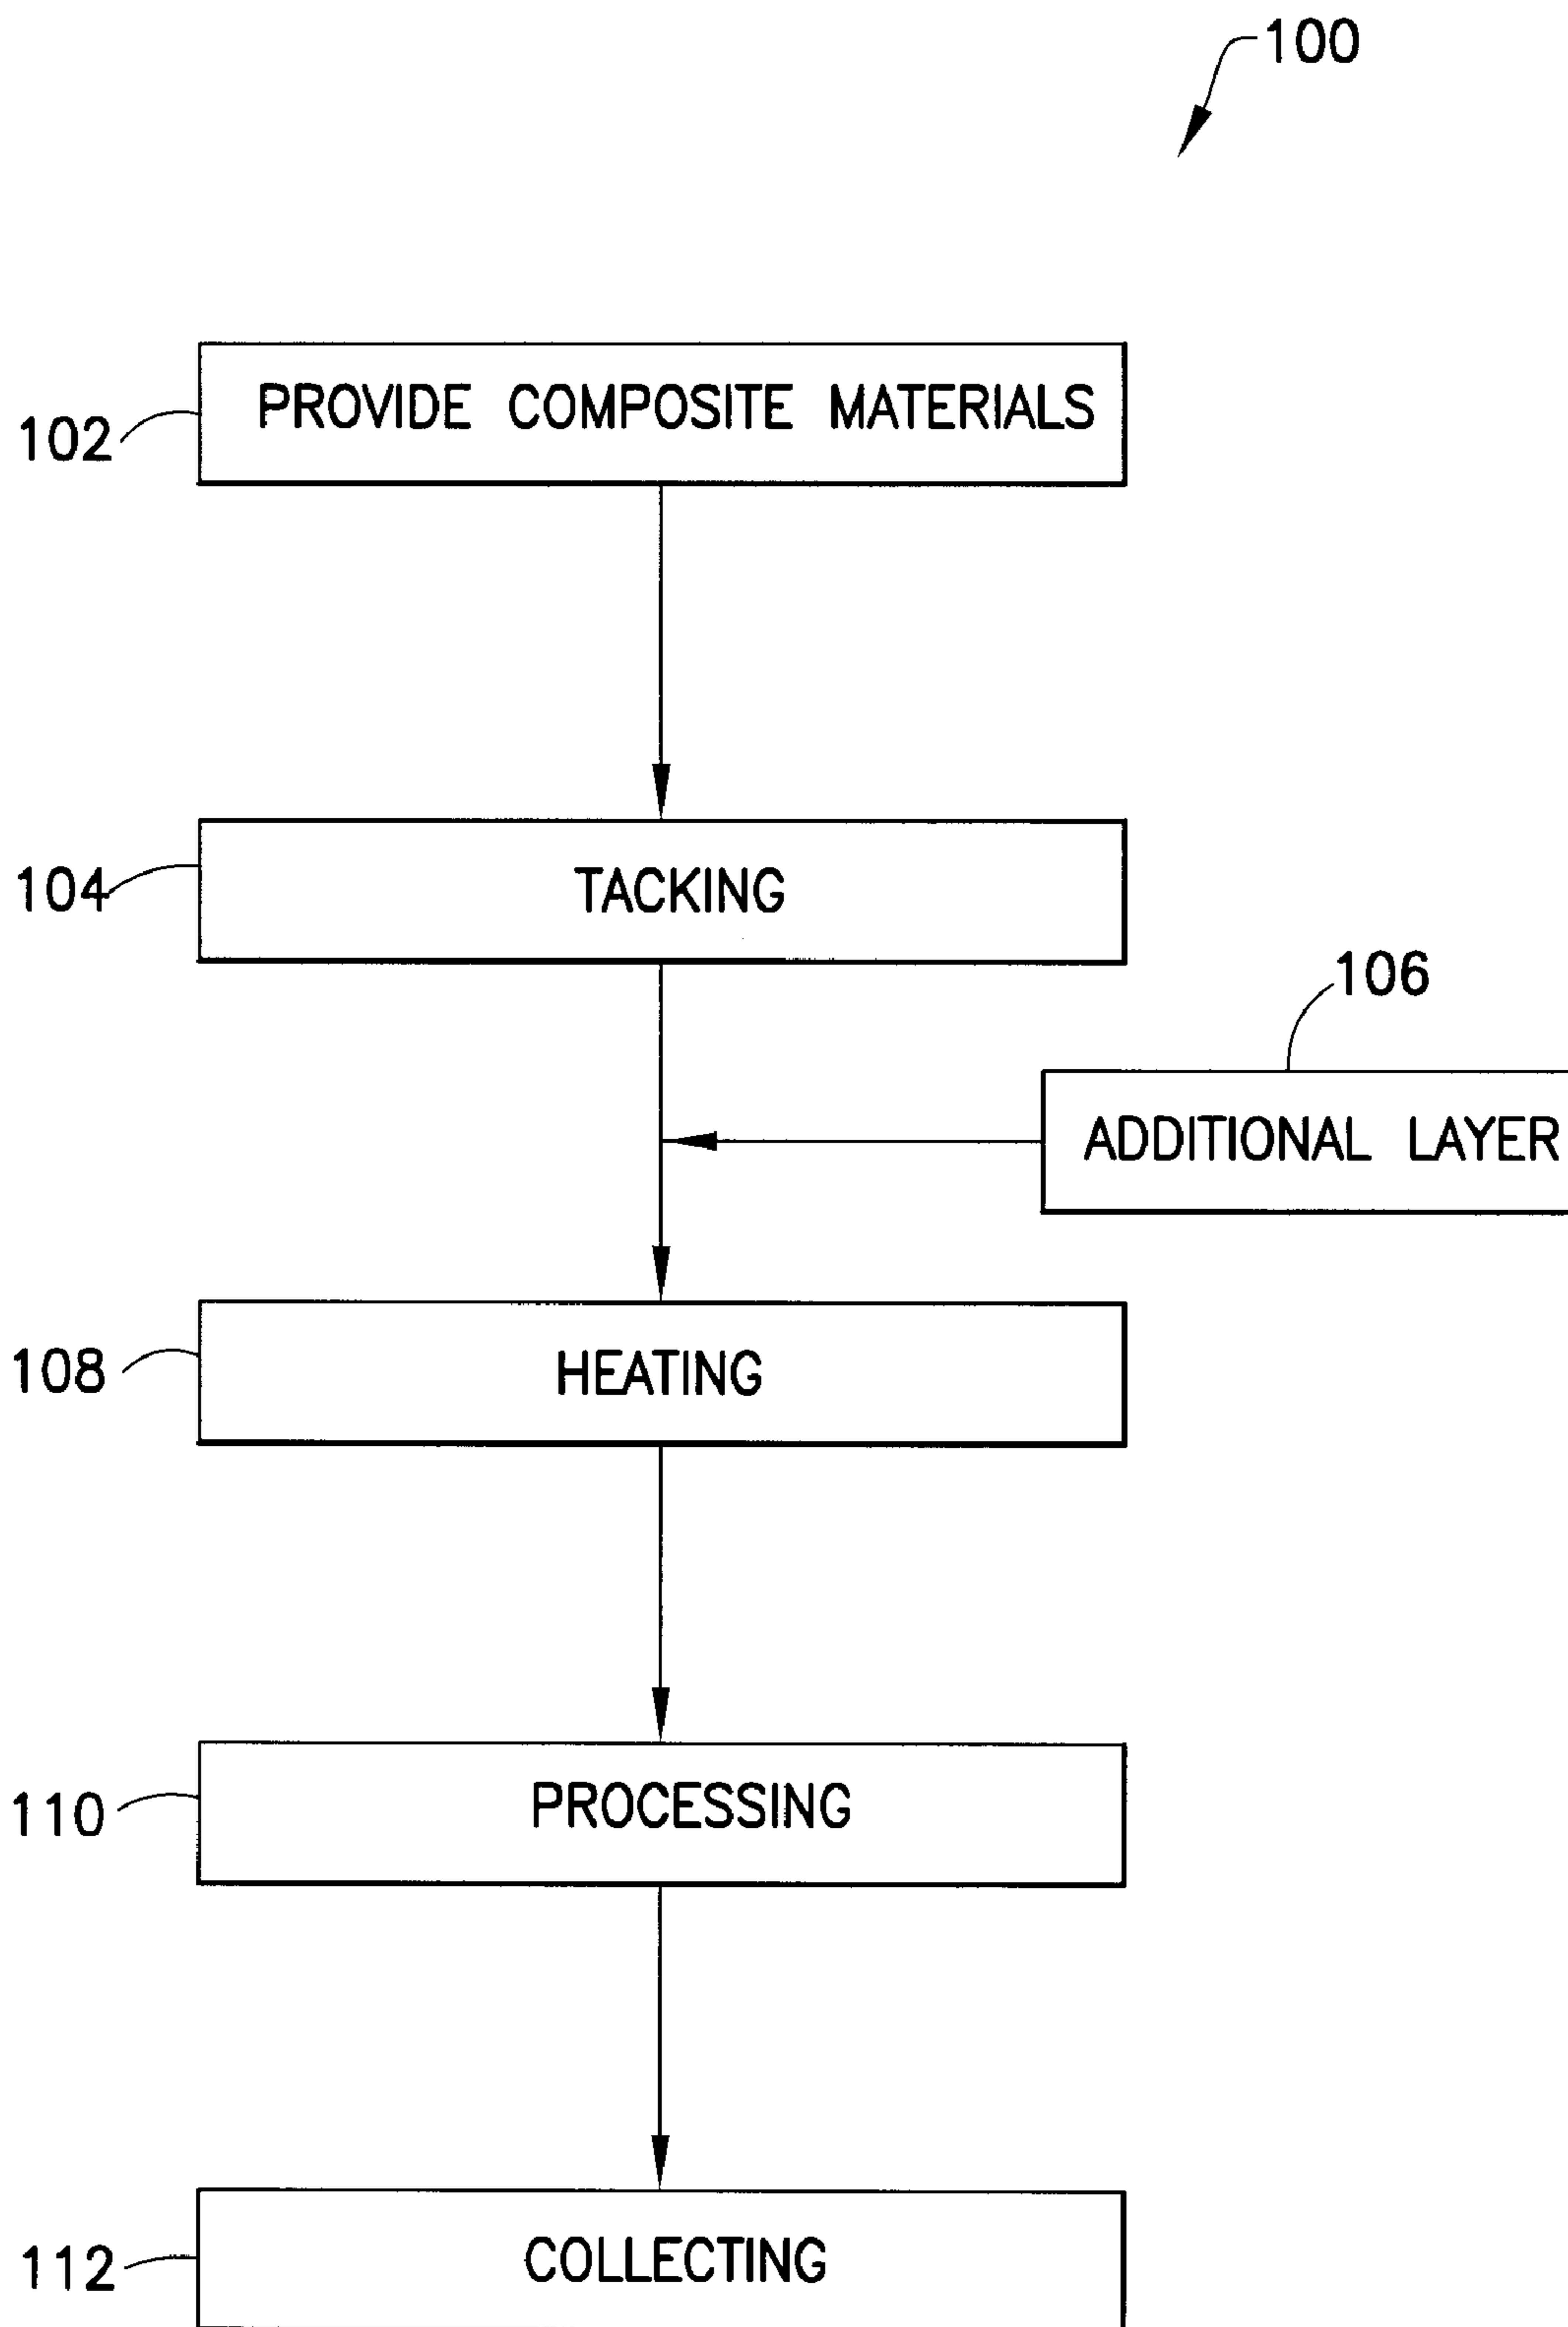 100
PROVIDE COMPOSITE MATERIALS
102
TACKING
104
106
ADDITIONAL LAYER
HEATING
108
PROCESSING
110
COLLECTING
112